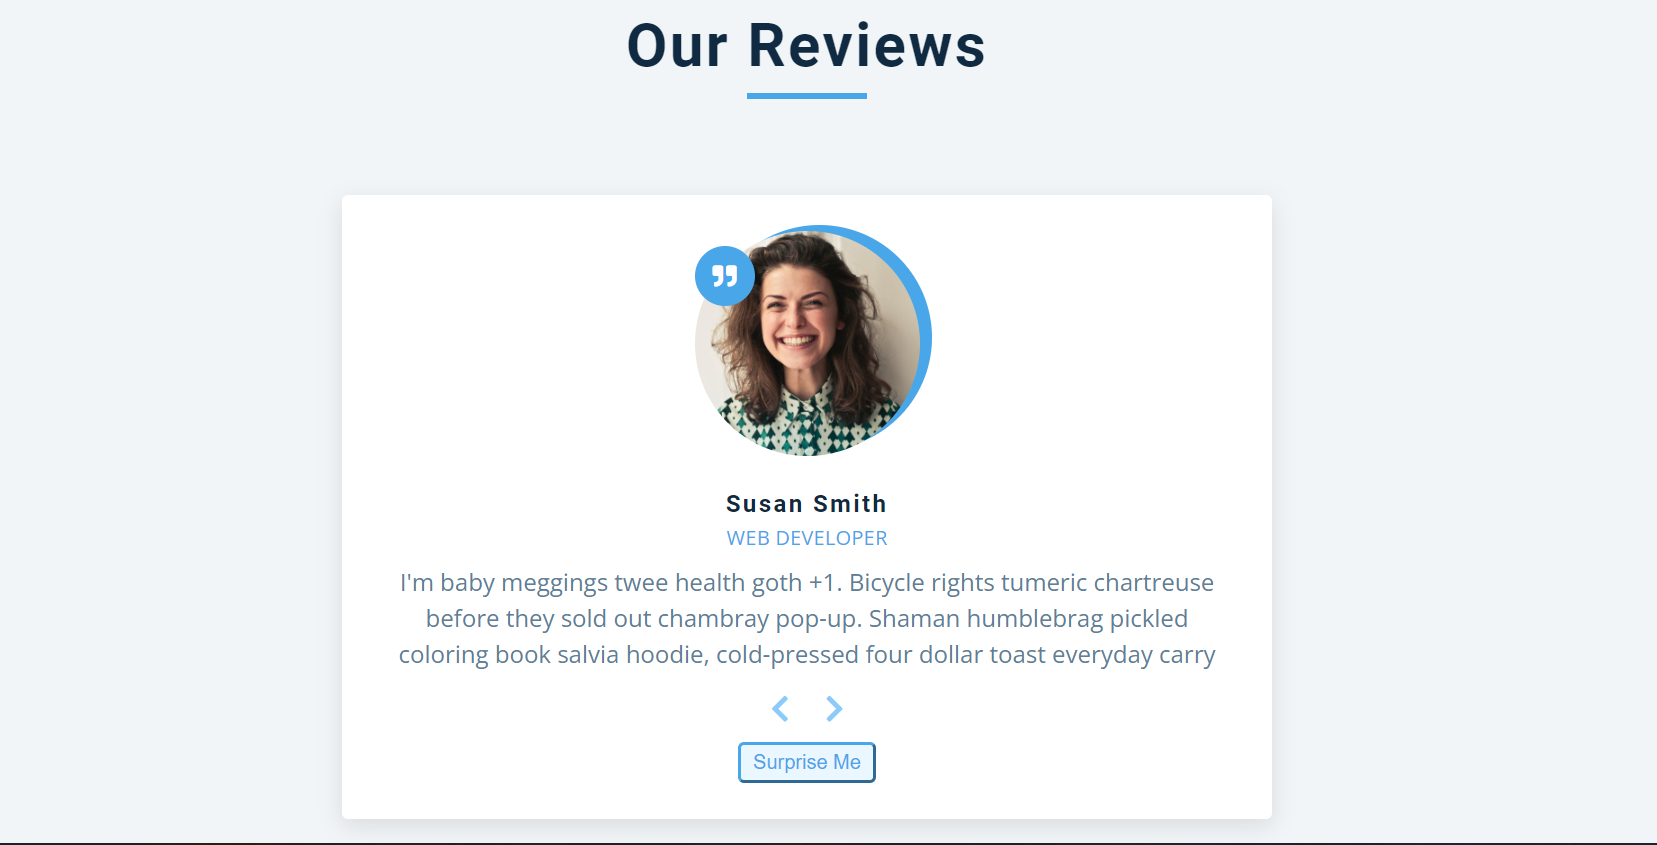 Our Reviews
Susan Smith
WEB DEVELOPER
I'm baby meggings twee health goth +1. Bicycle rights tumeric chartreuse
before they sold out chambray pop-up. Shaman humblebrag pickled
coloring book salvia hoodie, cold-pressed four dollar toast everyday carry
Surprise Me